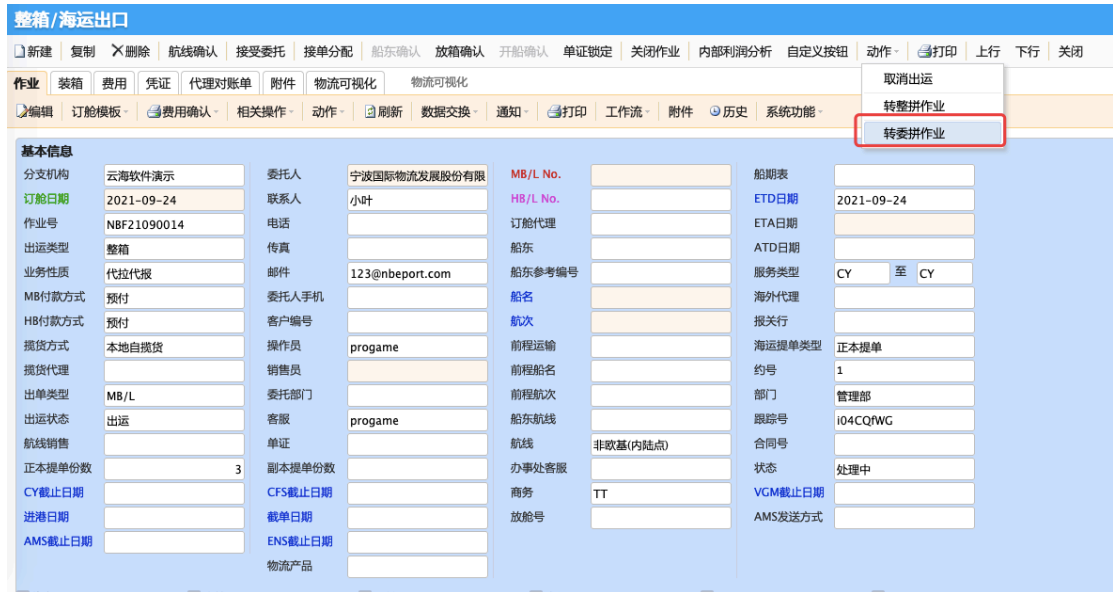 整箱/海运出口
新建 复制 删除 航线确认 接受委托 接单分配 船东确认 放箱确认 开船确认 单证锁定 关闭作业 内部利润分析 自定义按钮 动作 打印 上行 下行 关闭
作业 装箱 费用 凭证 代理对账单 附件 物流可视化 物流可视化
取消出运
转整拼作业
转委拼作业
编辑 订舱模板 费用确认 相关操作 动作 刷新 数据交换 通知 打印 工作流 附件 历史 系统功能
基本信息
分支机构 云海软件演示 委托人 宁波国际物流发展股份有限 MB/L No. 船期表
订舱日期 2021-09-24 联系人 小叶 HB/L No. ETD日期 2021-09-24
作业号 NBF21090014 电话 订舱代理 ETA日期
出运类型 整箱 传真 船东 ATD日期
业务性质 代拉代报 邮件 123@nbeport.com 船东参考编号 服务类型 CY 至 CY
MB付款方式 预付 委托人手机 船名 海外代理
HB付款方式 预付 客户编号 航次 报关行
揽货方式 本地自揽货 操作员 progame 前程运输 海运提单类型 正本提单
揽货代理 销售员 前程船名 约号 1
出单类型 MB/L 委托部门 前程航次 部门 管理部
出运状态 出运 客服 progame 船东航线 跟踪号 i04CQfWG
航线销售 单证 航线 非欧基(内陆点) 合同号
正本提单份数 3 副本提单份数 办事处客服 状态 处理中
CY截止日期 CFS截止日期 商务 TT VGM截止日期
进港日期 截单日期 放舱号 AMS发送方式
AMS截止日期 ENS截止日期
物流产品